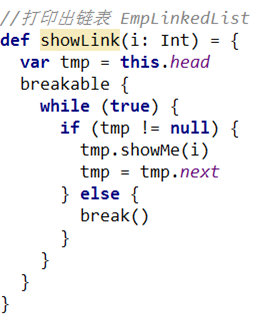 //打印出链表 EmpLinkedList
def showLink(i: Int) = {
  var tmp = this.head
  breakable {
    while (true) {
      if (tmp != null) {
        tmp.showMe(i)
        tmp = tmp.next
      } else {
        break()
      }
    }
  }
}